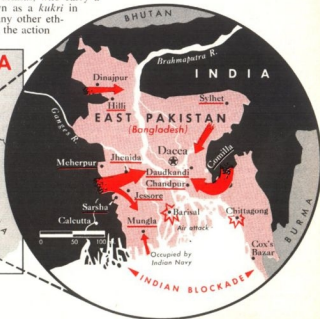 wn as a kukri in
any other eth-
the action
A
BHUTAN
Brahmaputra R.
INDIA
Dinajpur
Hilli
Sylhet
Ganges R.
EAST PAKISTAN
(Bangladesh)
Dacca
Meherpur
Jhenida
Comilla
Daudkandi
Chandpur
Jessore
Sarsha
Calcutta
Barisal
Chittagong
Mungla
Air attack
0 50 100
BURMA
Cox's
Bazar
Occupied by
Indian Navy
INDIAN BLOCKADE
A